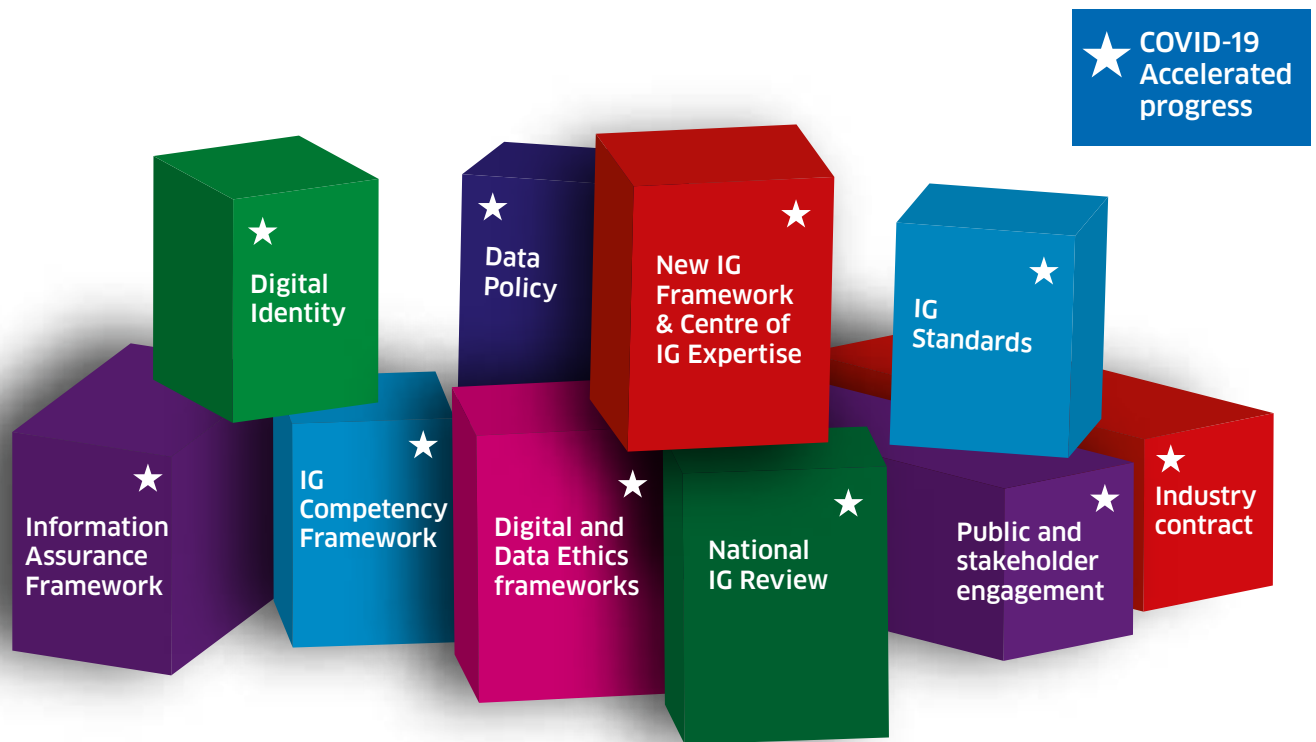 COVID-19
Accelerated
progress
Digital
Identity
Data
Policy
New IG
Framework
& Centre of
IG Expertise
IG
Standards
Information
Assurance
Framework
IG
Competency
Framework
Digital and
Data Ethics
frameworks
National
IG Review
Public and
stakeholder
engagement
Industry
contract